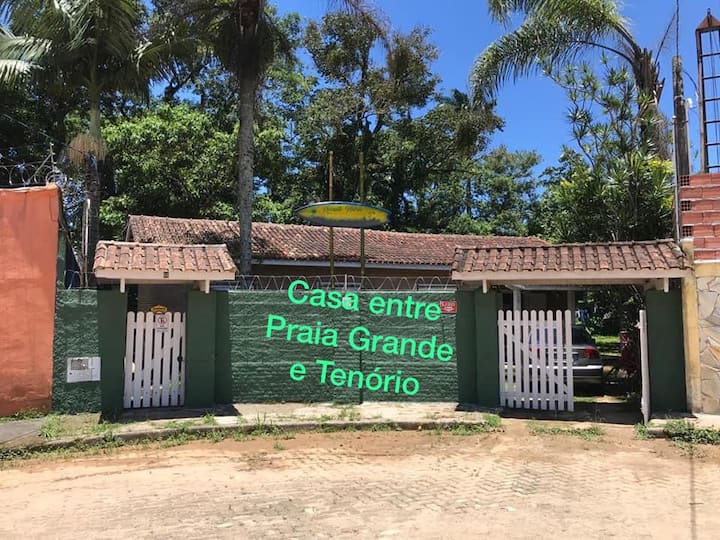 Casa entre
Praia Grande
e Tenório